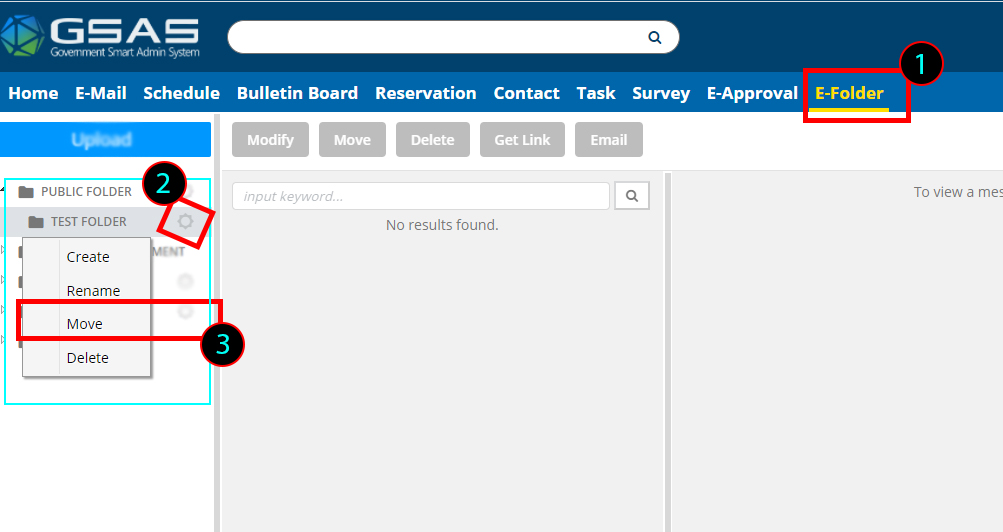 GSAS
Government Smart Admin System
1
Home E-Mail Schedule Bulletin Board Reservation Contact Task Survey E-Approval E-Folder
Upload
Modify Move Delete Get Link Email
2
PUBLIC FOLDER
input keyword...
To view a mes
TEST FOLDER
No results found.
MENT
Create
Rename
Move
3
Delete